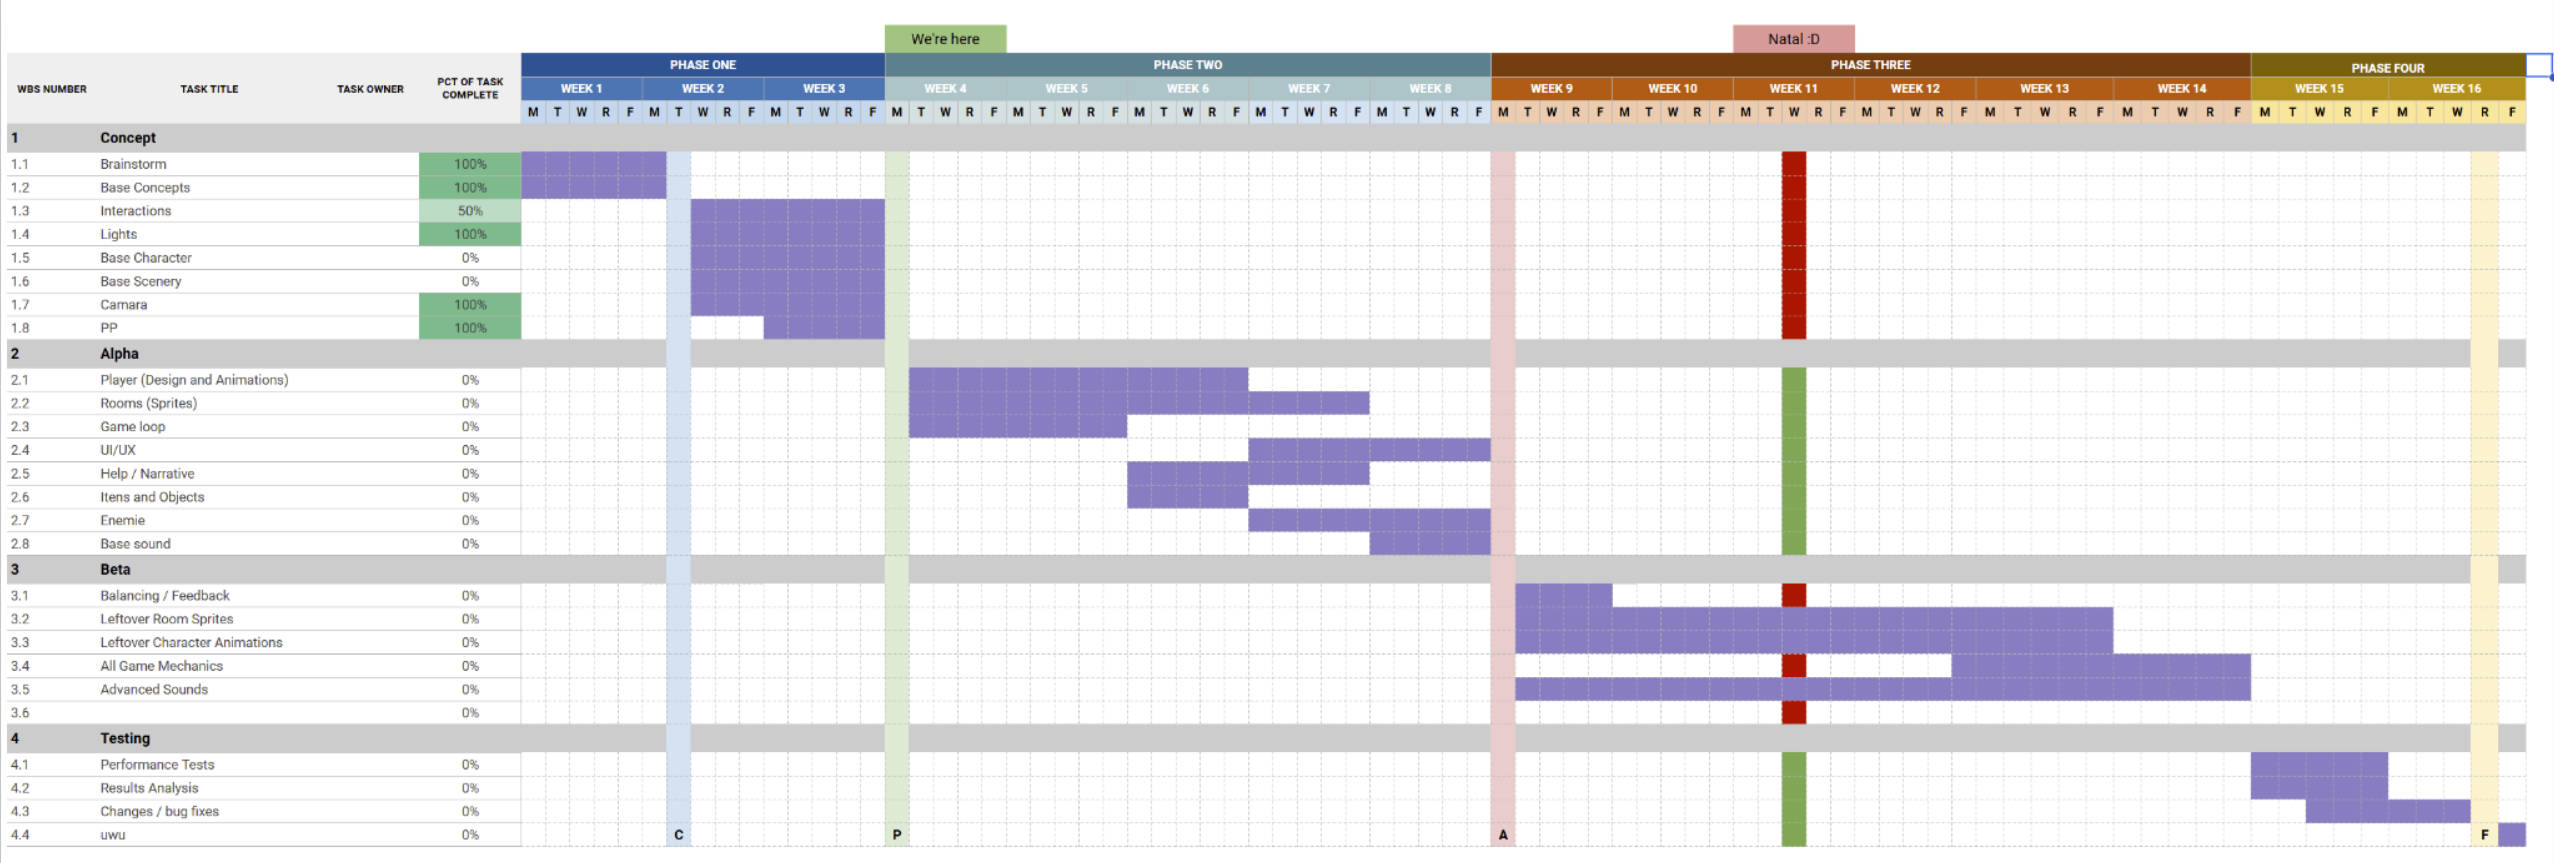 We're here Natal :D
PHASE ONE PHASE TWO PHASE THREE PHASE FOUR
WBS NUMBER TASK TITLE TASK OWNER PCT OF TASK COMPLETE WEEK 1 WEEK 2 WEEK 3 WEEK 4 WEEK 5 WEEK 6 WEEK 7 WEEK 8 WEEK 9 WEEK 10 WEEK 11 WEEK 12 WEEK 13 WEEK 14 WEEK 15 WEEK 16
M T W R F M T W R F M T W R F M T W R F M T W R F M T W R F M T W R F M T W R F M T W R F M T W R F M T W R F M T W R F M T W R F M T W R F M T W R F M T W R F
1 Concept
1.1 Brainstorm 100%
1.2 Base Concepts 100%
1.3 Interactions 50%
1.4 Lights 100%
1.5 Base Character 0%
1.6 Base Scenery 0%
1.7 Camara 100%
1.8 PP 100%
2 Alpha
2.1 Player (Design and Animations) 0%
2.2 Rooms (Sprites) 0%
2.3 Game loop 0%
2.4 UI/UX 0%
2.5 Help / Narrative 0%
2.6 Itens and Objects 0%
2.7 Enemie 0%
2.8 Base sound 0%
3 Beta
3.1 Balancing / Feedback 0%
3.2 Leftover Room Sprites 0%
3.3 Leftover Character Animations 0%
3.4 All Game Mechanics 0%
3.5 Advanced Sounds 0%
3.6 0%
4 Testing
4.1 Performance Tests 0%
4.2 Results Analysis 0%
4.3 Changes / bug fixes 0%
4.4 uwu 0% C P A F